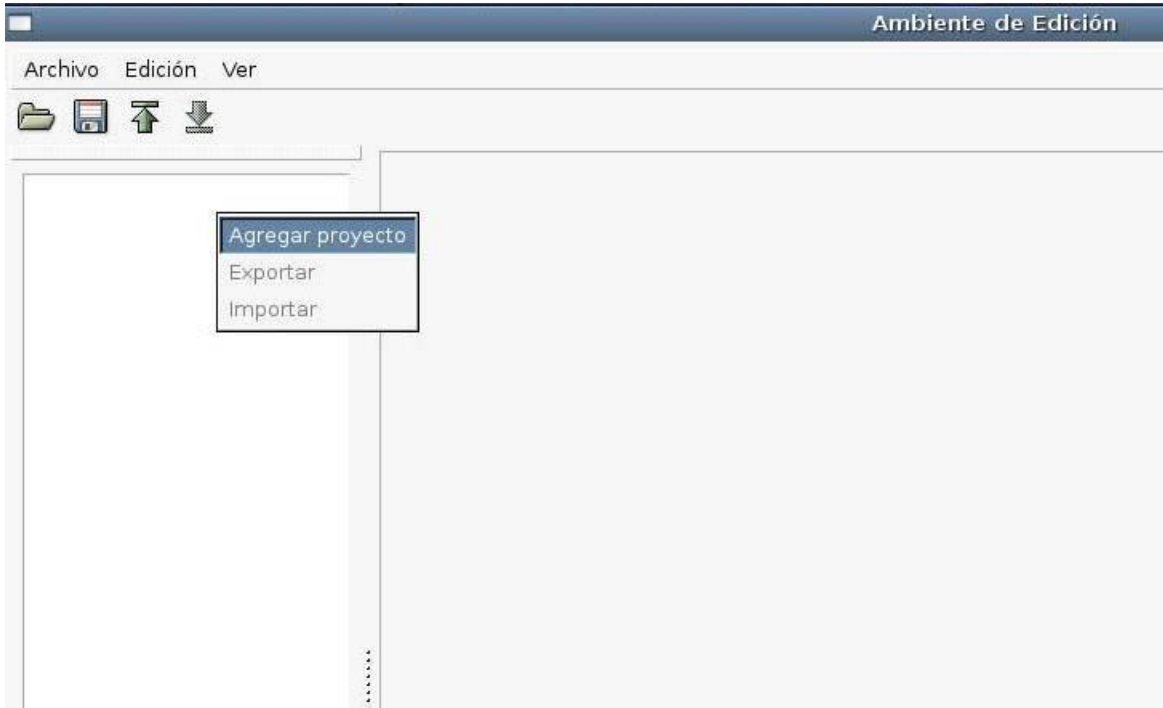 Ambiente de Edición
Archivo Edición Ver
Agregar proyecto
Exportar
Importar